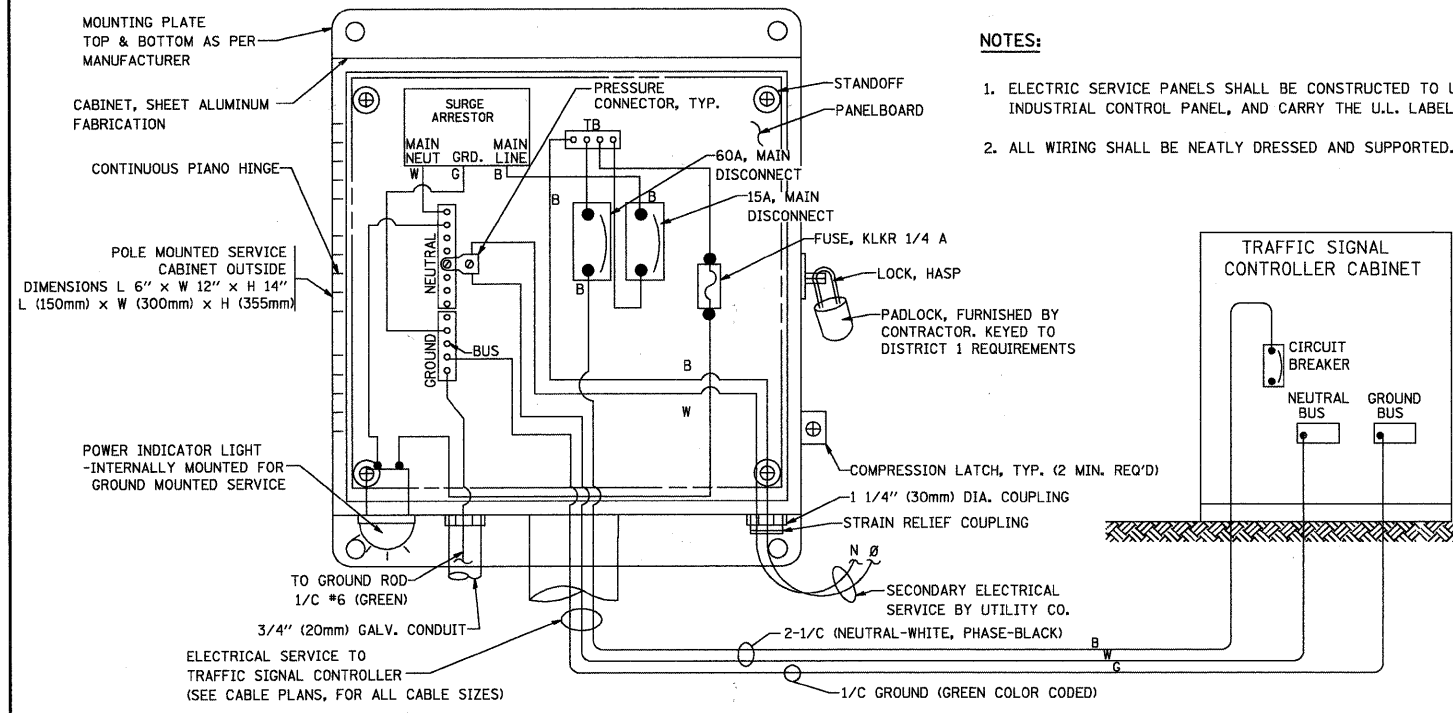 MOUNTING PLATE
TOP & BOTTOM AS PER
MANUFACTURER
CABINET, SHEET ALUMINUM
FABRICATION
CONTINUOUS PIANO HINGE
POLE MOUNTED SERVICE
CABINET OUTSIDE
DIMENSIONS L 6" x W 12" x H 14"
L (150mm) x W (300mm) x H (355mm)
POWER INDICATOR LIGHT
-INTERNALLY MOUNTED FOR
GROUND MOUNTED SERVICE
SURGE
ARRESTOR
MAIN
NEUT
GRD.
MAIN
LINE
W
G
B
PRESSURE
CONNECTOR, TYP.
TB
NEUTRAL
GROUND
BUS
B
B
B
60A, MAIN
DISCONNECT
15A, MAIN
DISCONNECT
FUSE, KLKR 1/4 A
STANDOFF
PANELBOARD
LOCK, HASP
PADLOCK, FURNISHED BY
CONTRACTOR. KEYED TO
DISTRICT 1 REQUIREMENTS
B
W
COMPRESSION LATCH, TYP. (2 MIN. REQ'D)
1 1/4" (30mm) DIA. COUPLING
STRAIN RELIEF COUPLING
N Ø
SECONDARY ELECTRICAL
SERVICE BY UTILITY CO.
TO GROUND ROD
1/C #6 (GREEN)
3/4" (20mm) GALV. CONDUIT
ELECTRICAL SERVICE TO
TRAFFIC SIGNAL CONTROLLER
(SEE CABLE PLANS, FOR ALL CABLE SIZES)
2-1/C (NEUTRAL-WHITE, PHASE-BLACK)
1/C GROUND (GREEN COLOR CODED)
B
W
G
NOTES:
1. ELECTRIC SERVICE PANELS SHALL BE CONSTRUCTED TO
INDUSTRIAL CONTROL PANEL, AND CARRY THE U.L. LABEL
2. ALL WIRING SHALL BE NEATLY DRESSED AND SUPPORTED.
TRAFFIC SIGNAL
CONTROLLER CABINET
CIRCUIT
BREAKER
NEUTRAL
BUS
GROUND
BUS